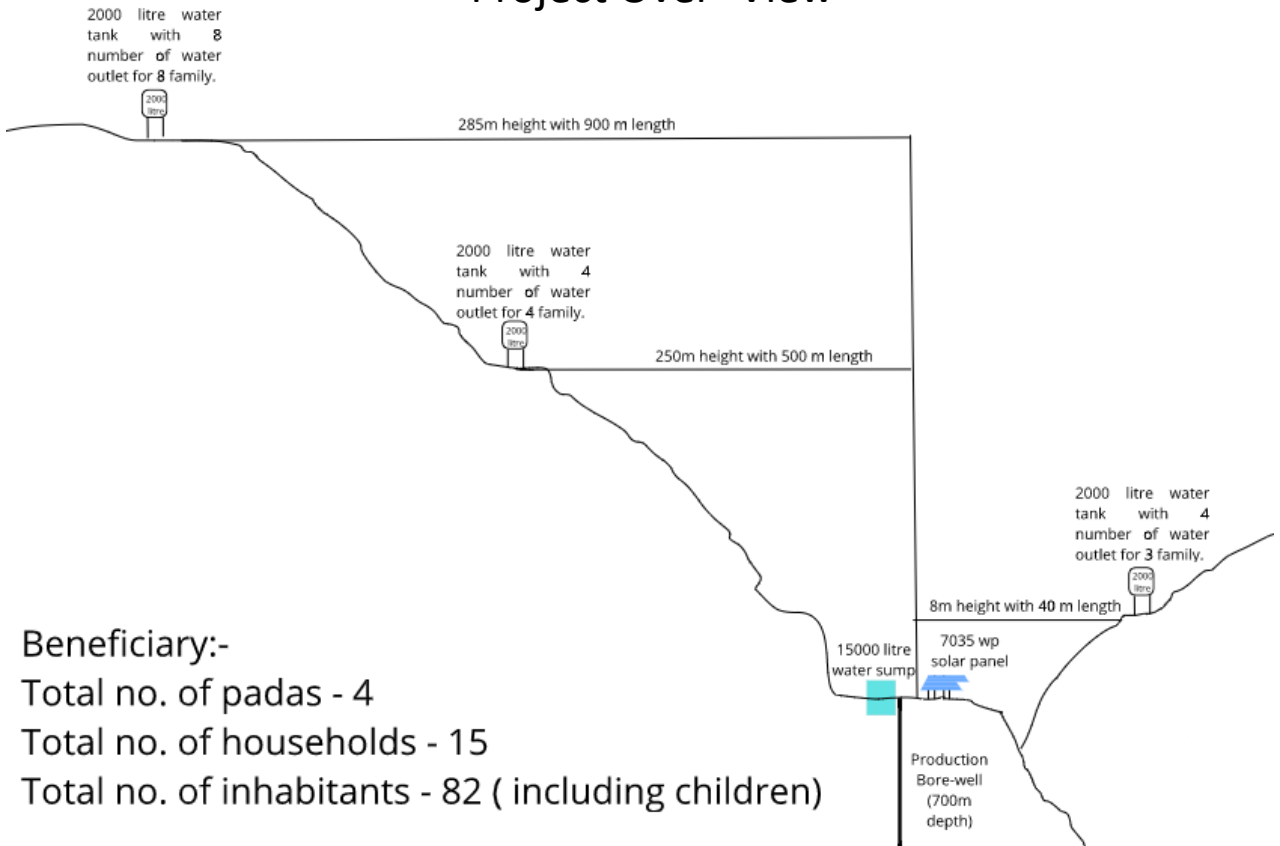 Project Over- View
2000 litre water
tank with 8
number of water
outlet for 8 family.
2000
litre
285m height with 900 m length
2000 litre water
tank with 4
number of water
outlet for 4 family.
2000
litre
250m height with 500 m length
2000 litre water
tank with 4
number of water
outlet for 3 family.
2000
litre
8m height with 40 m length
15000 litre
water sump
7035 wp
solar panel
Production
Bore-well
(700m
depth)
Beneficiary:-
Total no. of padas - 4
Total no. of households - 15
Total no. of inhabitants - 82 ( including children)